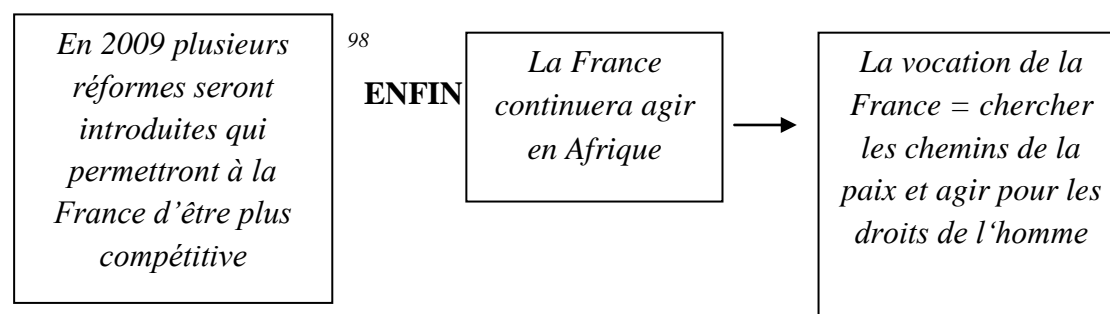 En 2009 plusieurs
réformes seront
introduites qui
permettront à la
France d'être plus
compétitive
98
ENFIN
La France
continuera agir
en Afrique
La vocation de la
France = chercher
les chemins de la
paix et agir pour les
droits de l‘homme